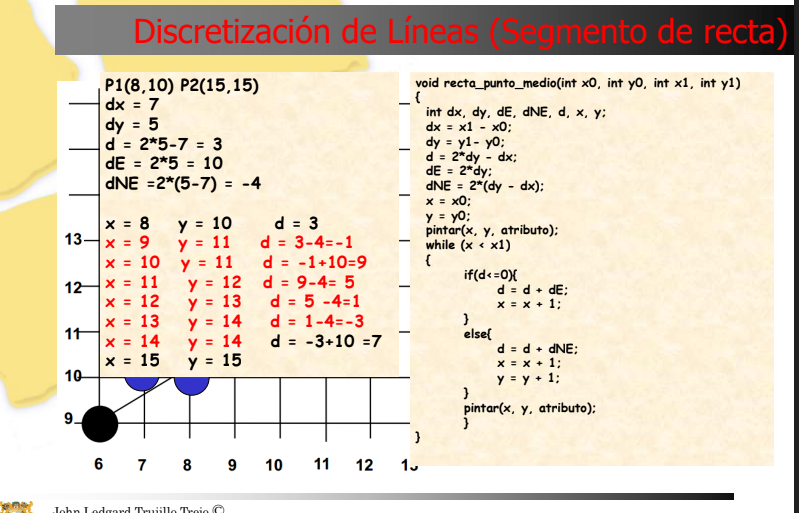 Discretización de Líneas (Segmento de recta)
P1(8,10) P2(15,15)
dx = 7
dy = 5
d = 2*5-7 = 3
dE = 2*5 = 10
dNE =2*(5-7) = -4
x = 8 y = 10 d = 3
x = 9 y = 11 d = 3-4=-1
x = 10 y = 11 d = -1+10=9
x = 11 y = 12 d = 9-4= 5
x = 12 y = 13 d = 5 -4=1
x = 13 y = 14 d = 1-4=-3
x = 14 y = 14 d = -3+10 =7
x = 15 y = 15
13
12
11
10
9
6 7 8 9 10 11 12
void recta_punto_medio(int x0, int y0, int x1, int y1)
{
int dx, dy, dE, dNE, d, x, y;
dx = x1 - x0;
dy = y1- y0;
d = 2*dy - dx;
dE = 2*dy;
dNE = 2*(dy - dx);
x = x0;
y = y0;
pintar(x, y, atributo);
while (x < x1)
{
if(d<=0){
d = d + dE;
x = x + 1;
}
else{
d = d + dNE;
x = x + 1;
y = y + 1;
}
pintar(x, y, atributo);
}
}
John Ledgard Trujillo Trejo ©